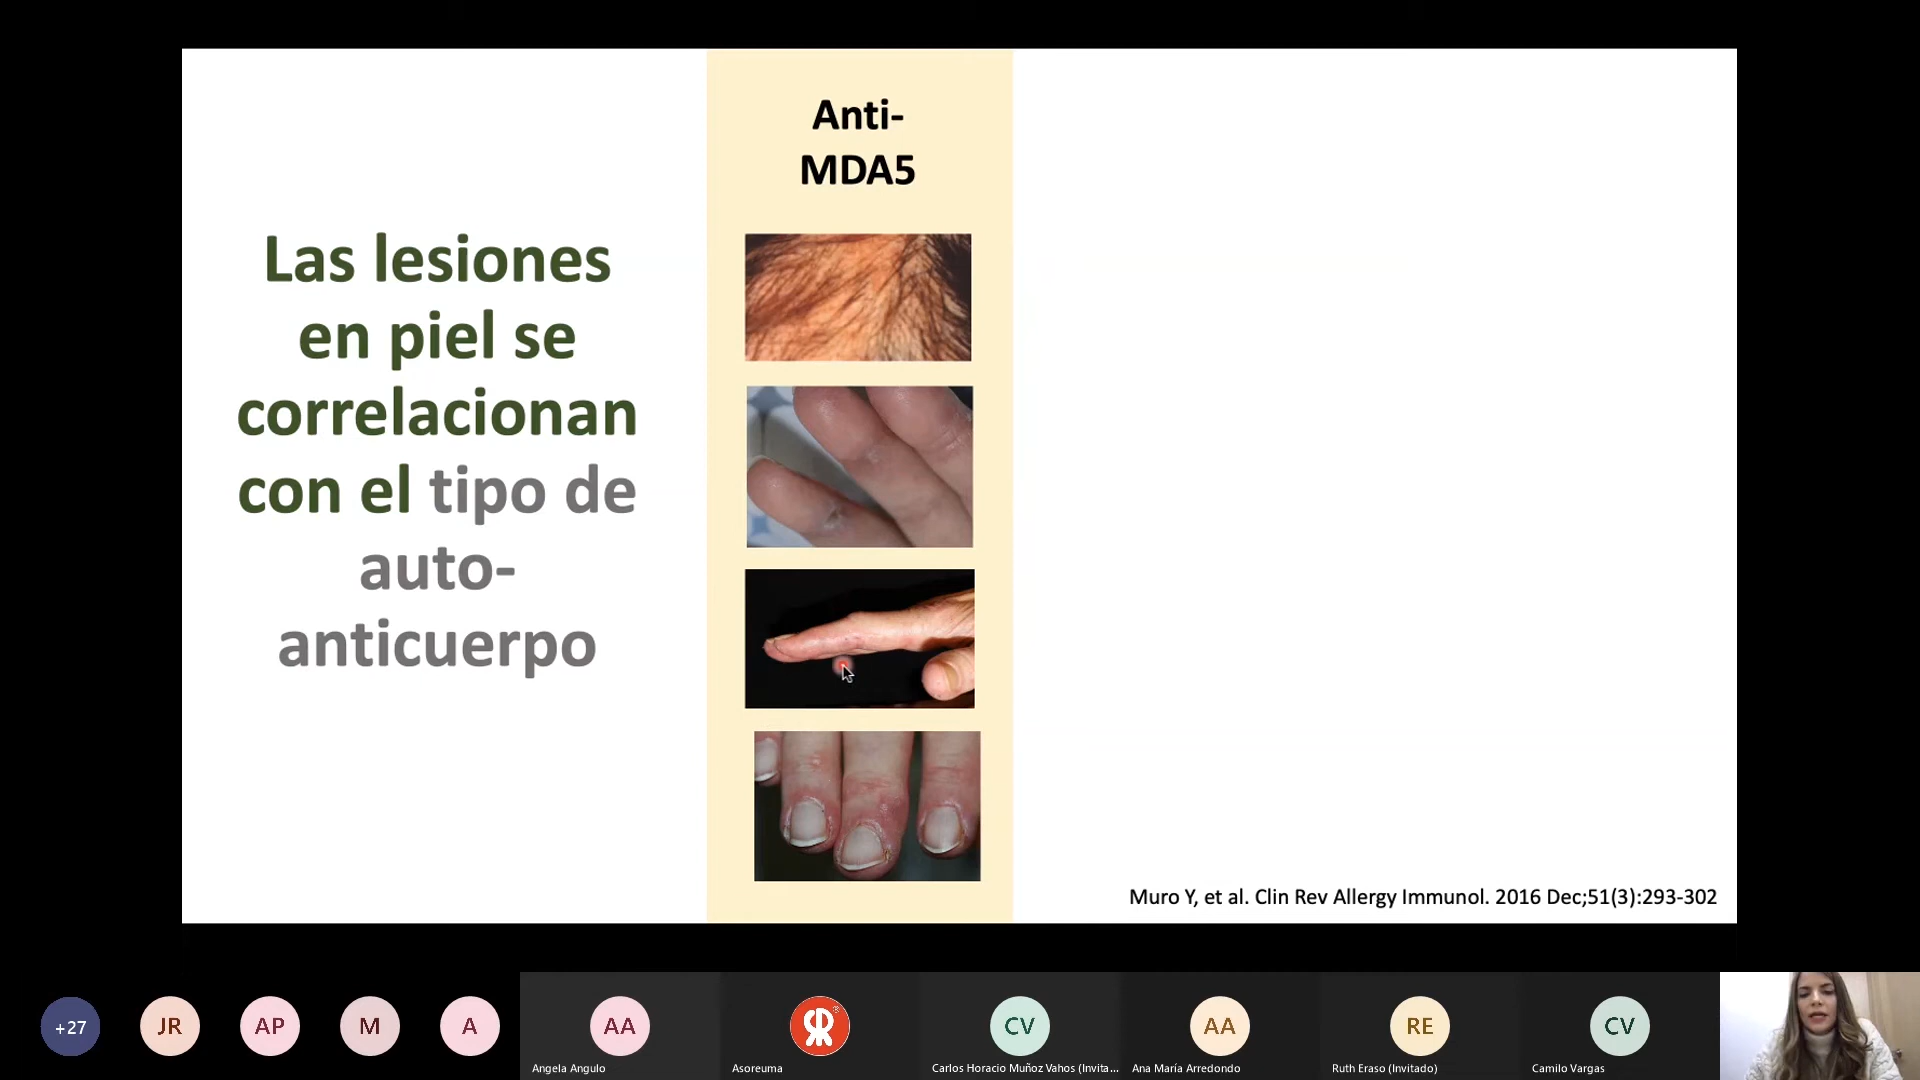 Anti-
MDA5
Las lesiones
en piel se
correlacionan
con el tipo de
auto-
anticuerpo
Muro Y, et al. Clin Rev Allergy Immunol. 2016 Dec;51(3):293-302
+27
JR
AP
M
A
AA
CV
AA
RE
CV
Angela Angulo
Asoreuma
Carlos Horacio Muñoz Vahos (Invita...
Ana María Arredondo
Ruth Eraso (Invitado)
Camilo Vargas